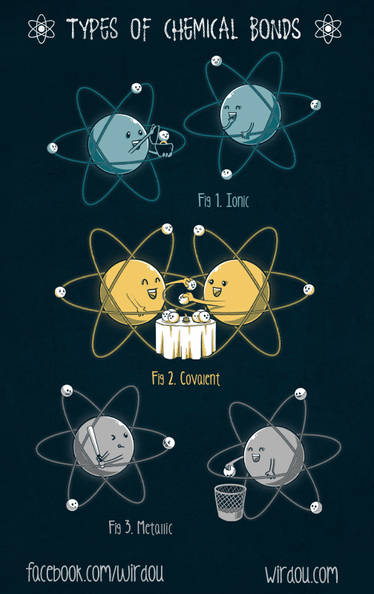 TYPES OF CHEMICAL BONDS
Fig 1. Ionic
Fig 2. Covalent
Fig 3. Metallic
facebook.com/wirdou
wirdou.com